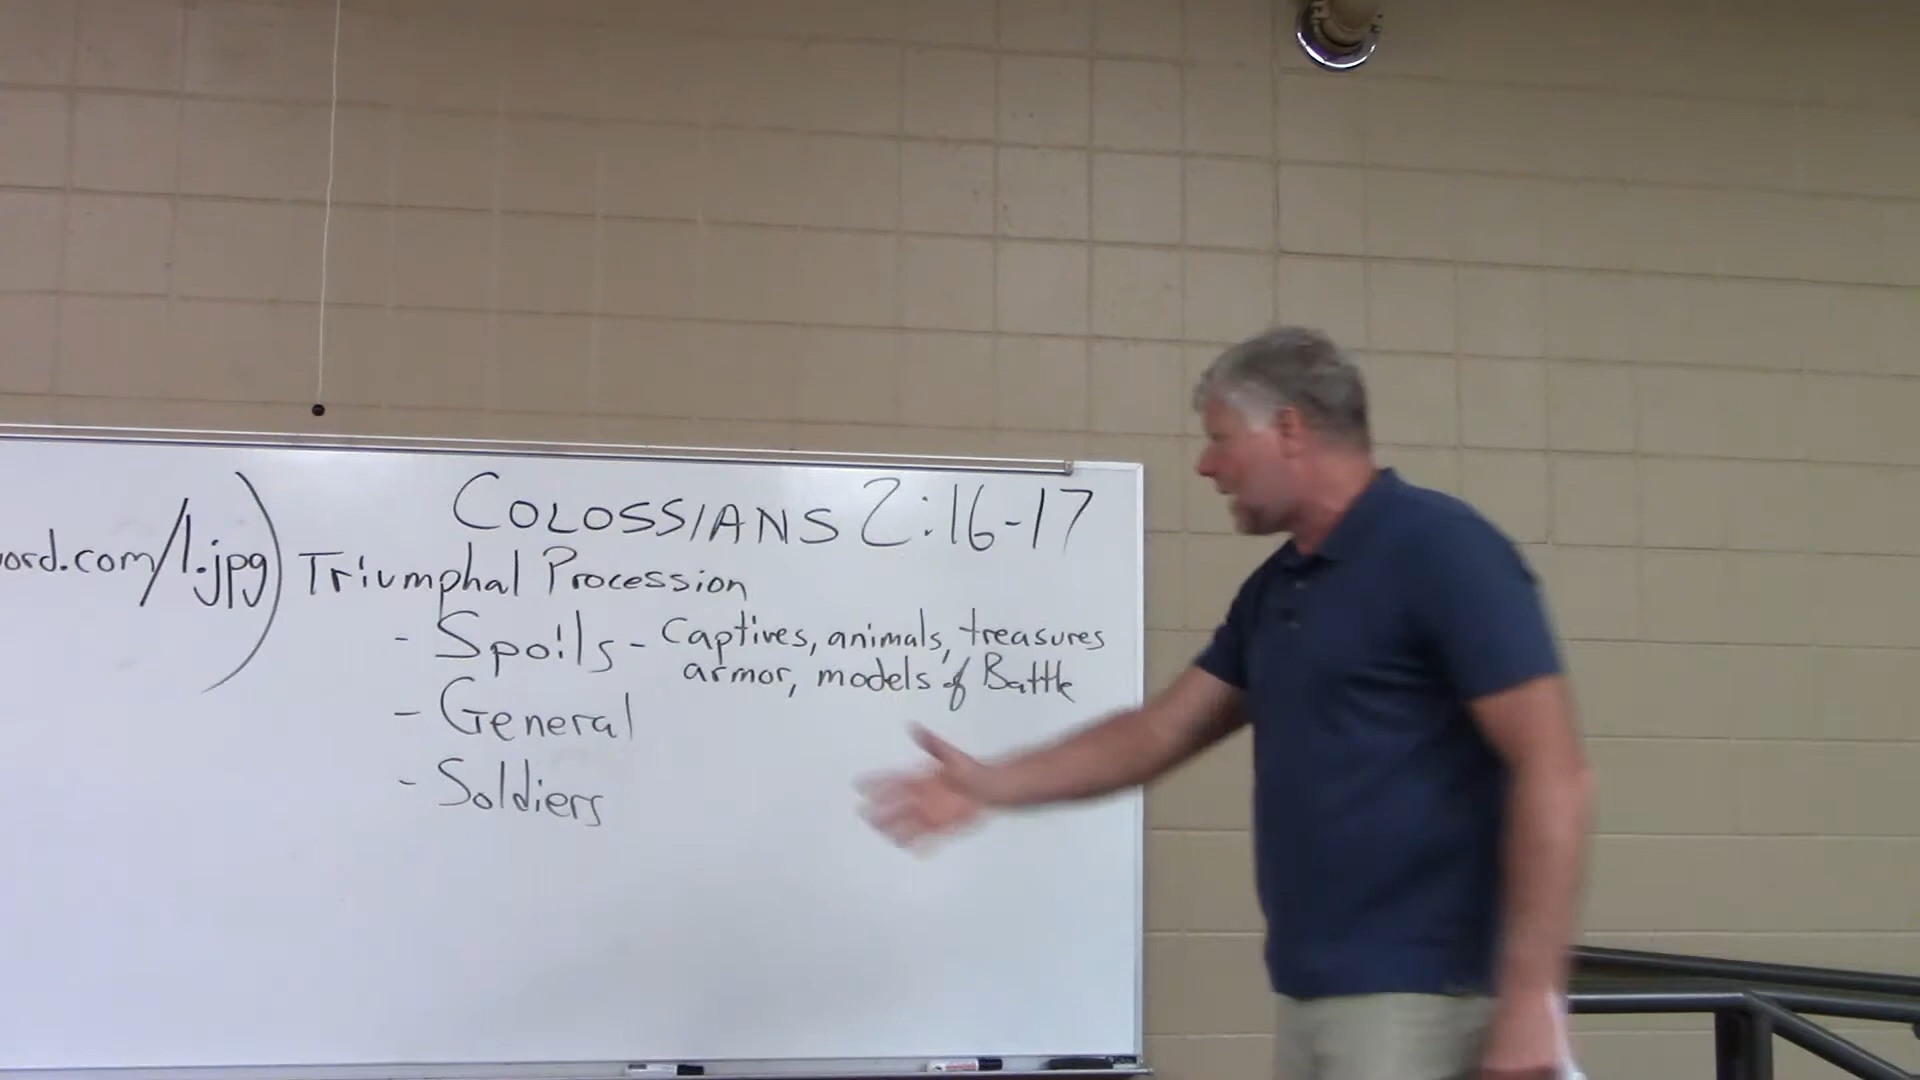 COLOSSIANS 2:16-17
ord.com/1.jpg) Triumphal Procession
- Spoils - Captives, animals, treasures
armor, models of Battle
- General
- Soldiers